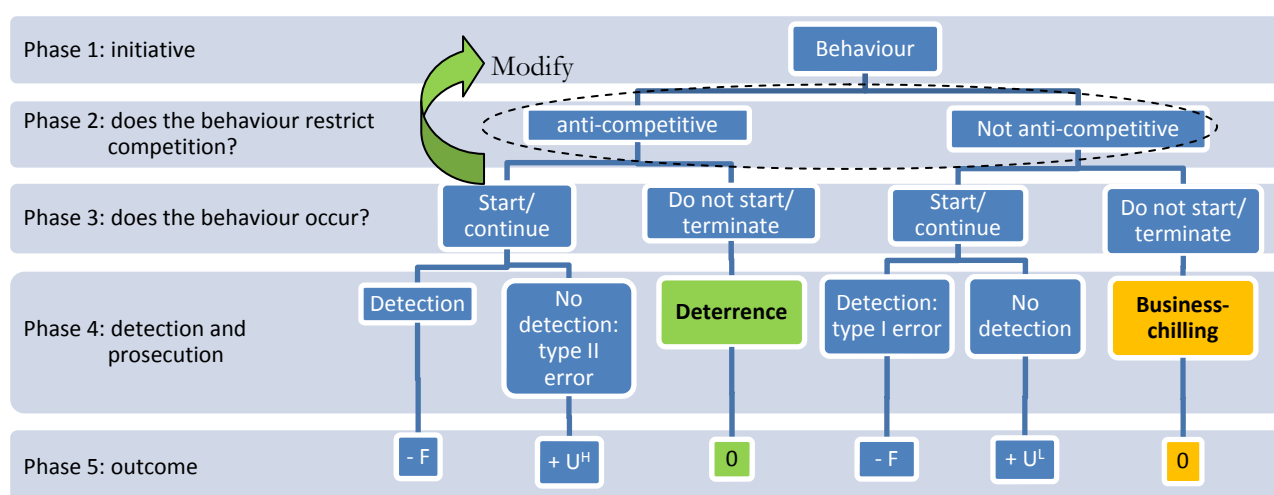 Phase 1: initiative
Behaviour
Modify
Phase 2: does the behaviour restrict
competition?
anti-competitive
Not anti-competitive
Phase 3: does the behaviour occur?
Start/
continue
Do not start/
terminate
Start/
continue
Do not start/
terminate
Phase 4: detection and
prosecution
Detection
No
detection:
type II
error
Deterrence
Detection:
type I error
No
detection
Business-
chilling
Phase 5: outcome
- F
+ Uᴴ
0
- F
+ Uᴸ
0